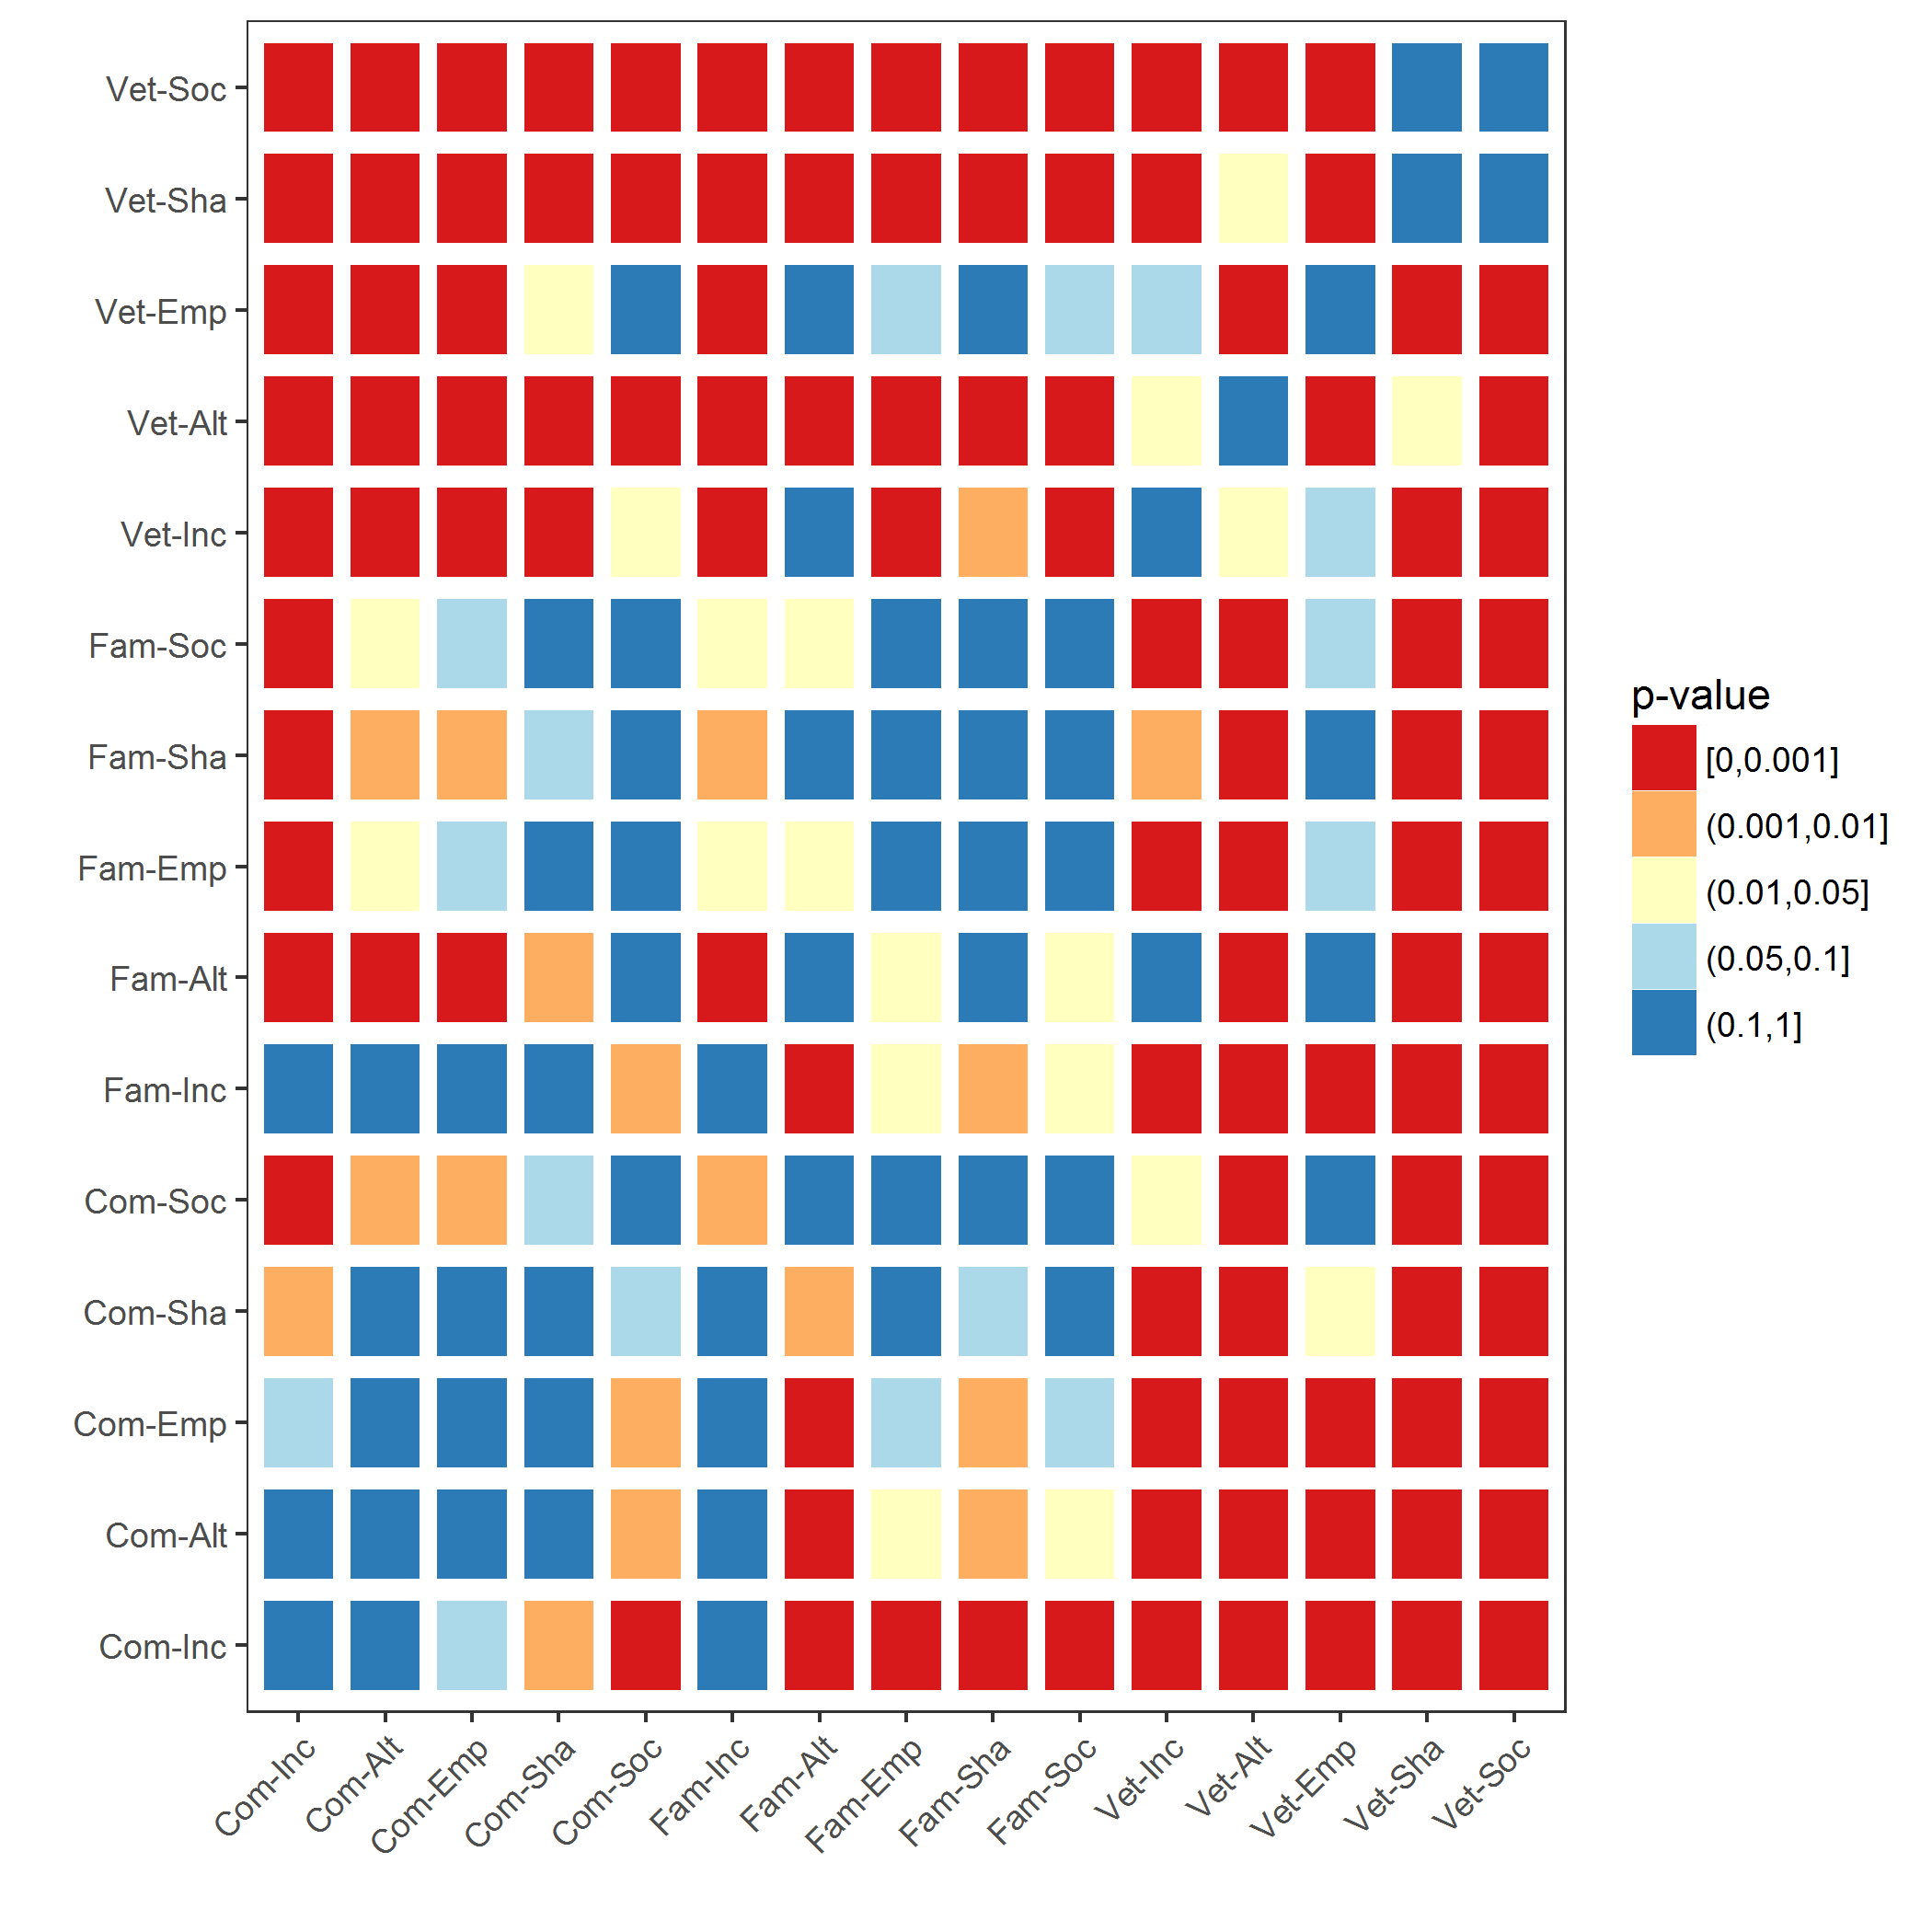 Vet-Soc
Vet-Sha
Vet-Emp
Vet-Alt
Vet-Inc
Fam-Soc
Fam-Sha
Fam-Emp
Fam-Alt
Fam-Inc
Com-Soc
Com-Sha
Com-Emp
Com-Alt
Com-Inc
Com-Inc
Com-Alt
Com-Emp
Com-Sha
Com-Soc
Fam-Inc
Fam-Alt
Fam-Emp
Fam-Sha
Fam-Soc
Vet-Inc
Vet-Alt
Vet-Emp
Vet-Sha
Vet-Soc
p-value
[0,0.001]
(0.001,0.01]
(0.01,0.05]
(0.05,0.1]
(0.1,1]